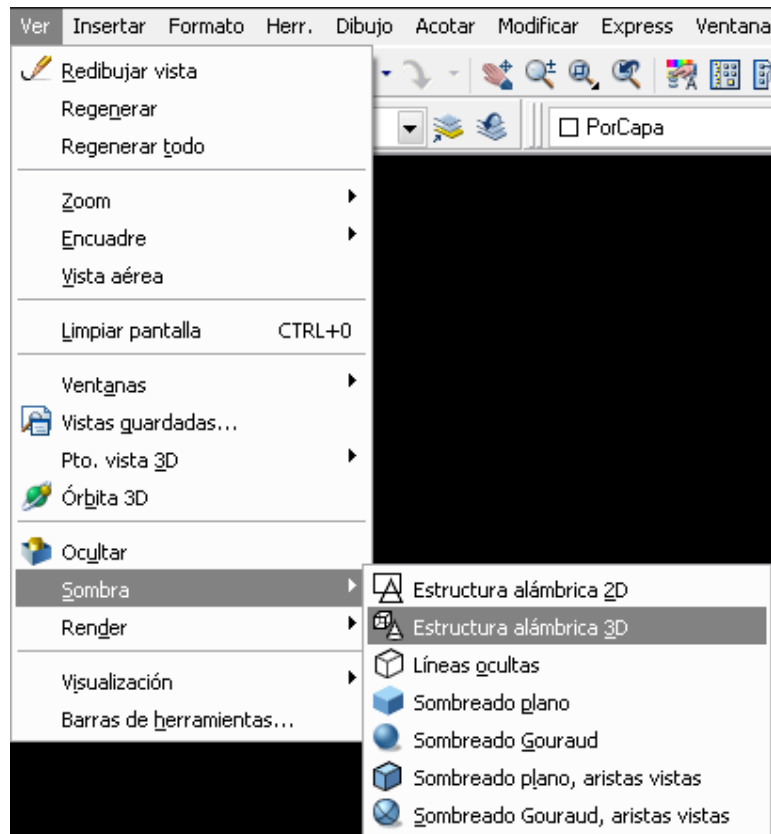 Ver Insertar Formato Herr. Dibujo Acotar Modificar Express Ventana
Redibujar vista
Regenerar
Regenerar todo
PorCapa
Zoom
Encuadre
Vista aérea
Limpiar pantalla CTRL+0
Ventanas
Vistas guardadas...
Pto. vista 3D
Órbita 3D
Ocultar
Sombra
Render
Visualización
Barras de herramientas...
Estructura alámbrica 2D
Estructura alámbrica 3D
Líneas ocultas
Sombreado plano
Sombreado Gouraud
Sombreado plano, aristas vistas
Sombreado Gouraud, aristas vistas